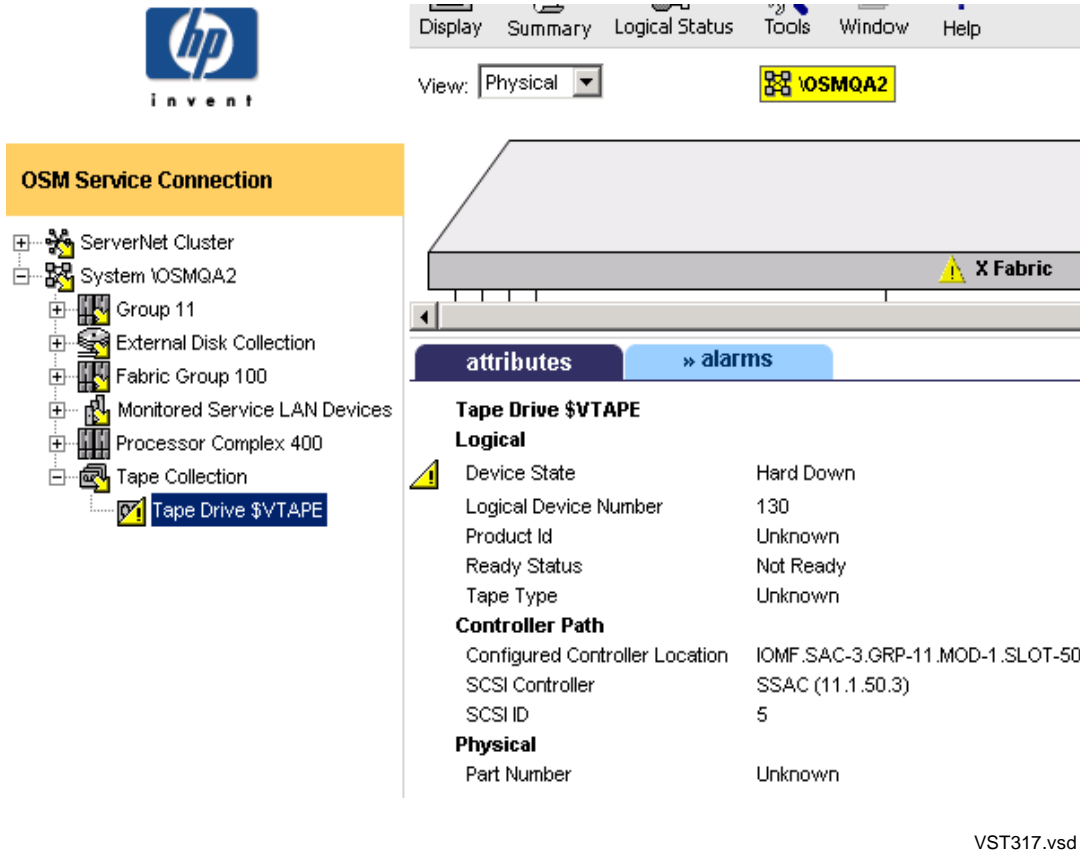 hp
invent
Display Summary Logical Status Tools Window Help
View: Physical \OSMQA2
OSM Service Connection
ServerNet Cluster
System \OSMQA2
Group 11
External Disk Collection
Fabric Group 100
Monitored Service LAN Devices
Processor Complex 400
Tape Collection
Tape Drive $VTAPE
X Fabric
attributes » alarms
Tape Drive $VTAPE
Logical
Device State Hard Down
Logical Device Number 130
Product Id Unknown
Ready Status Not Ready
Tape Type Unknown
Controller Path
Configured Controller Location IOMF.SAC-3.GRP-11.MOD-1.SLOT-50
SCSI Controller SSAC (11.1.50.3)
SCSI ID 5
Physical
Part Number Unknown
VST317.vsd